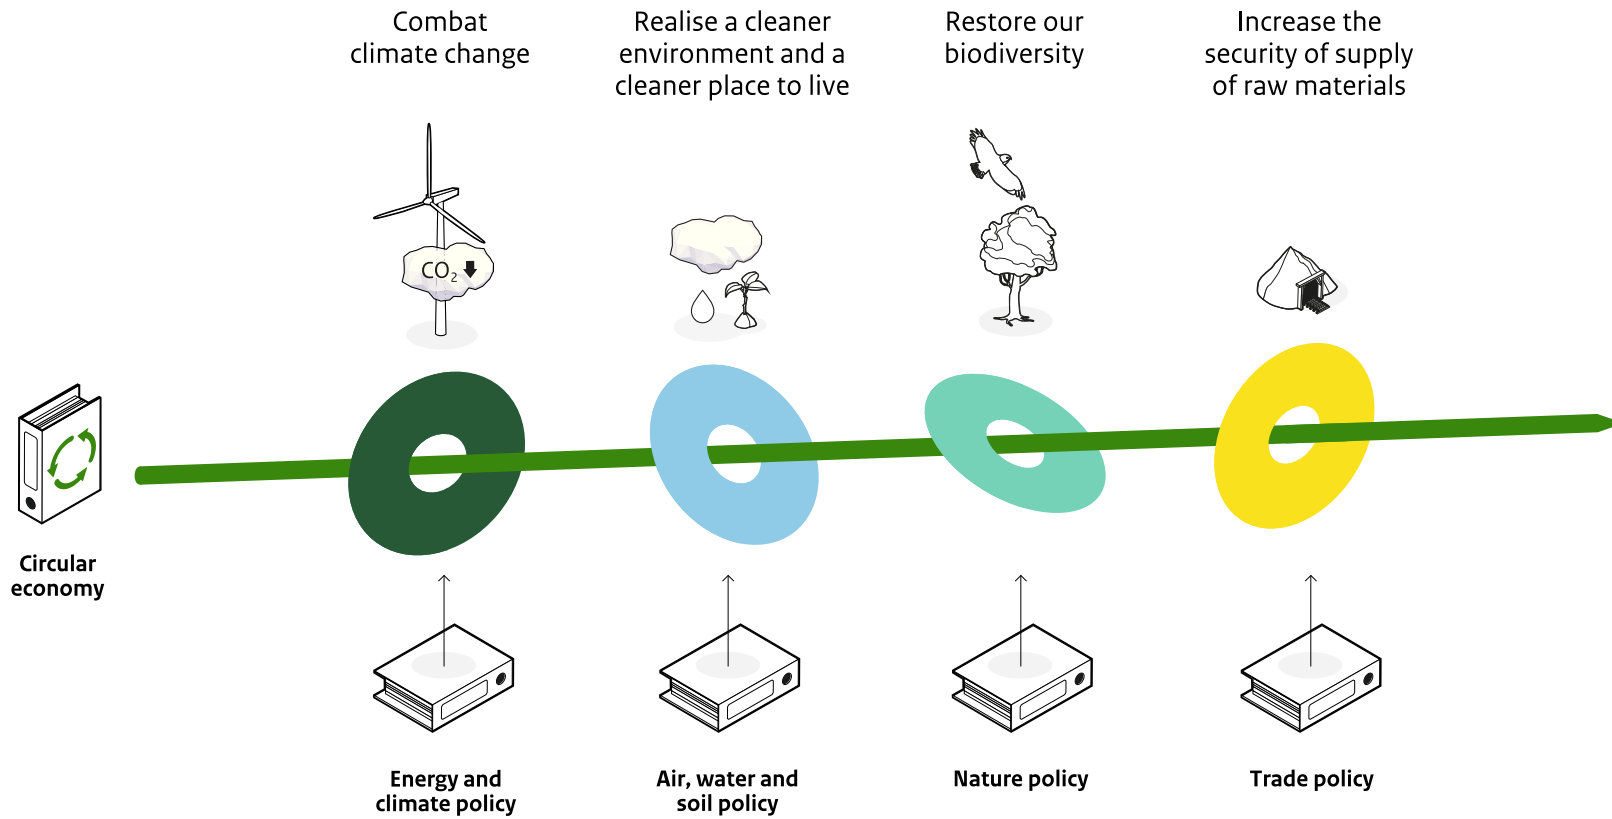 Combat
climate change
Realise a cleaner
environment and a
cleaner place to live
Restore our
biodiversity
Increase the
security of supply
of raw materials
CO₂
Circular
economy
Energy and
climate policy
Air, water and
soil policy
Nature policy
Trade policy